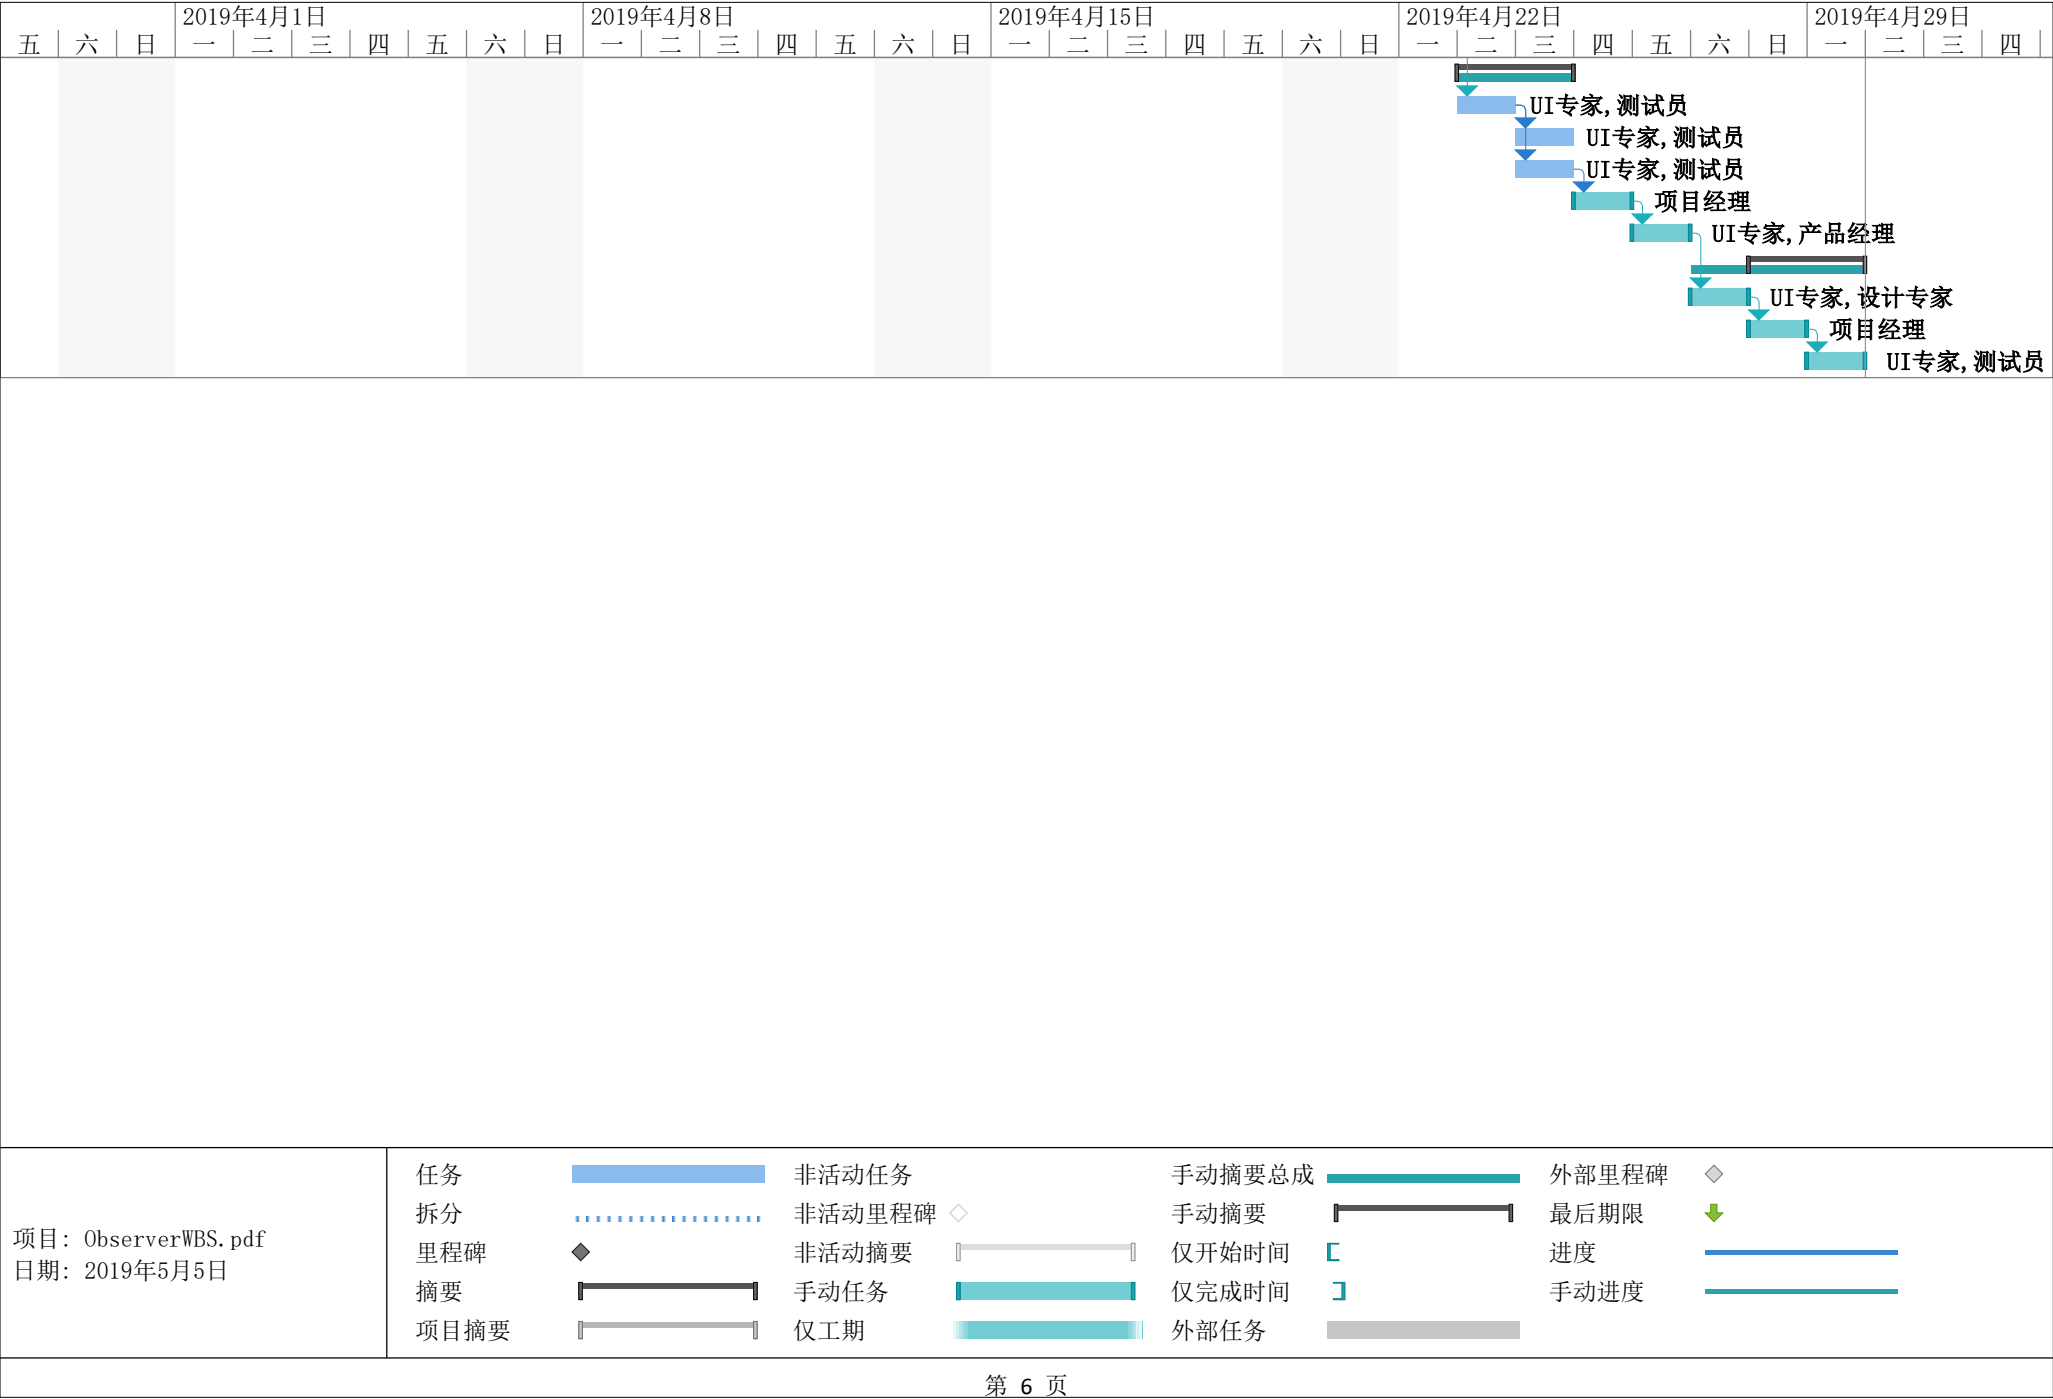 2019年4月1日 2019年4月8日 2019年4月15日 2019年4月22日 2019年4月29日
五 六 日 一 二 三 四 五 六 日 一 二 三 四 五 六 日 一 二 三 四 五 六 日 一 二 三 四 五 六 日 一 二 三 四
UI专家,测试员
UI专家,测试员
UI专家,测试员
项目经理
UI专家,产品经理
UI专家,设计专家
项目经理
UI专家,测试员
项目: ObserverWBS.pdf
日期: 2019年5月5日
任务 非活动任务 手动摘要总成 外部里程碑
拆分 非活动里程碑 手动摘要 最后期限
里程碑 非活动摘要 仅开始时间 进度
摘要 手动任务 仅完成时间 手动进度
项目摘要 仅工期 外部任务
第 6 页